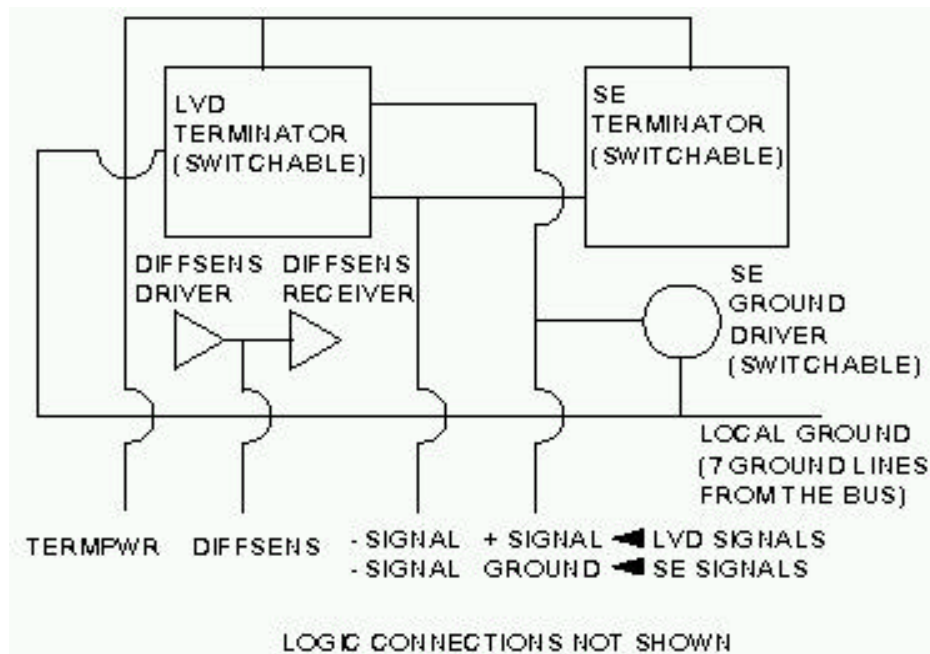 LVD
TERMINATOR
(SWITCHABLE)
SE
TERMINATOR
(SWITCHABLE)
DIFFSENS
DRIVER
DIFFSENS
RECEIVER
SE
GROUND
DRIVER
(SWITCHABLE)
LOCAL GROUND
(7 GROUND LINES
FROM THE BUS)
TERMPWR
DIFFSENS
- SIGNAL + SIGNAL LVD SIGNALS
- SIGNAL GROUND SE SIGNALS
LOGIC CONNECTIONS NOT SHOWN